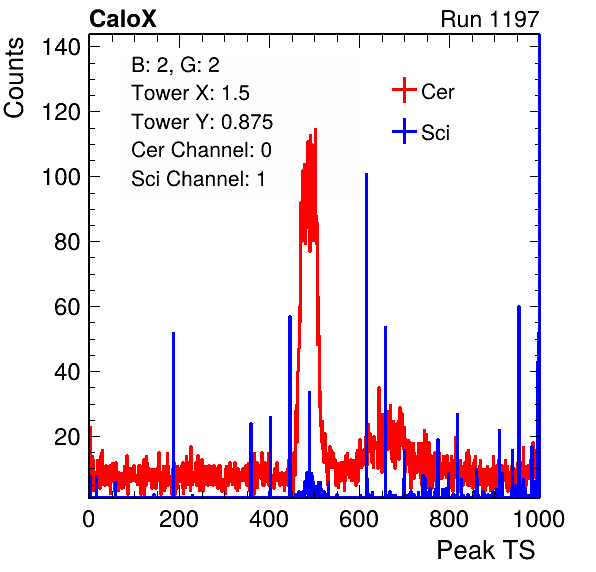 CaloX Run 1197
Counts
140
120
100
80
60
40
20
B: 2, G: 2
Tower X: 1.5
Tower Y: 0.875
Cer Channel: 0
Sci Channel: 1
Cer
Sci
0 200 400 600 800 1000
Peak TS